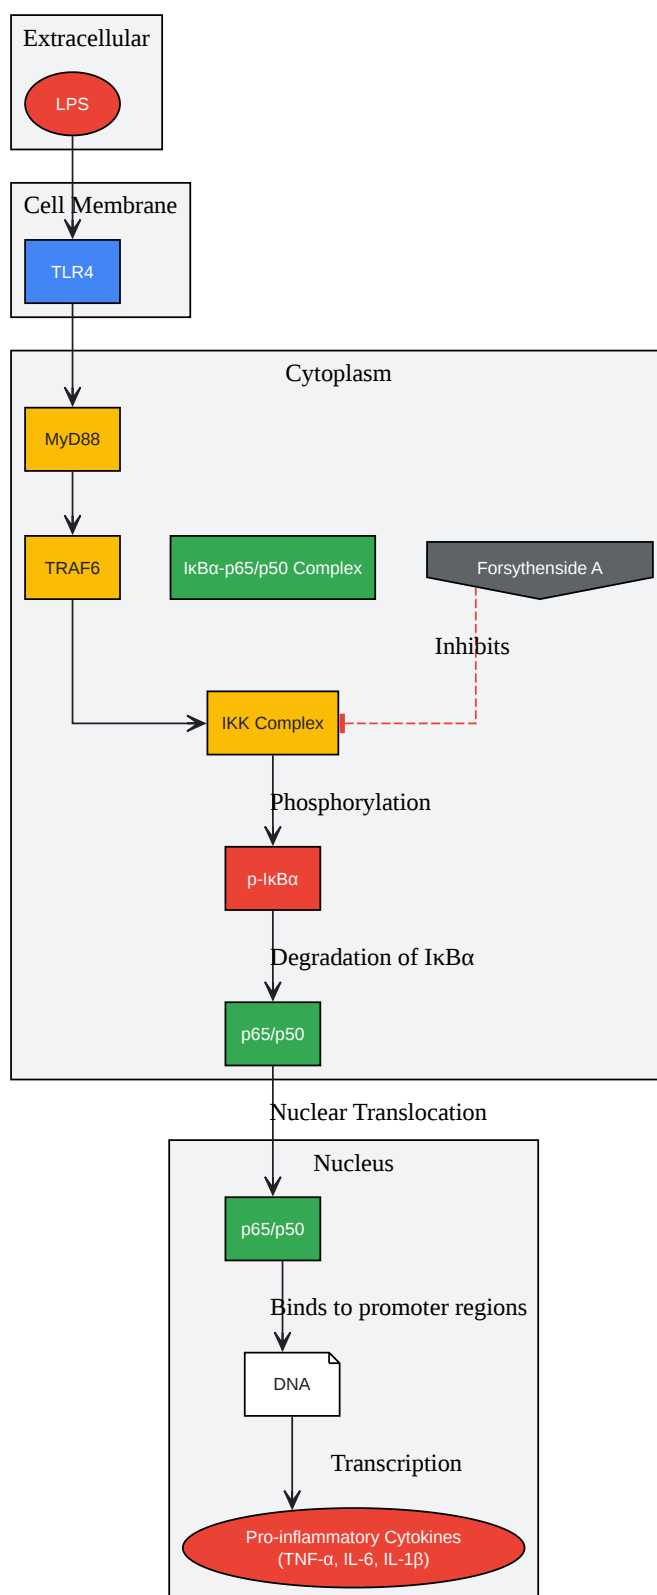 Extracellular
LPS
Cell Membrane
TLR4
Cytoplasm
MyD88
TRAF6
IκBα-p65/p50 Complex
Forsythenside A
Inhibits
IKK Complex
Phosphorylation
p-IκBα
Degradation of IκBα
p65/p50
Nuclear Translocation
Nucleus
p65/p50
Binds to promoter regions
DNA
Transcription
Pro-inflammatory Cytokines
(TNF-α, IL-6, IL-1β)